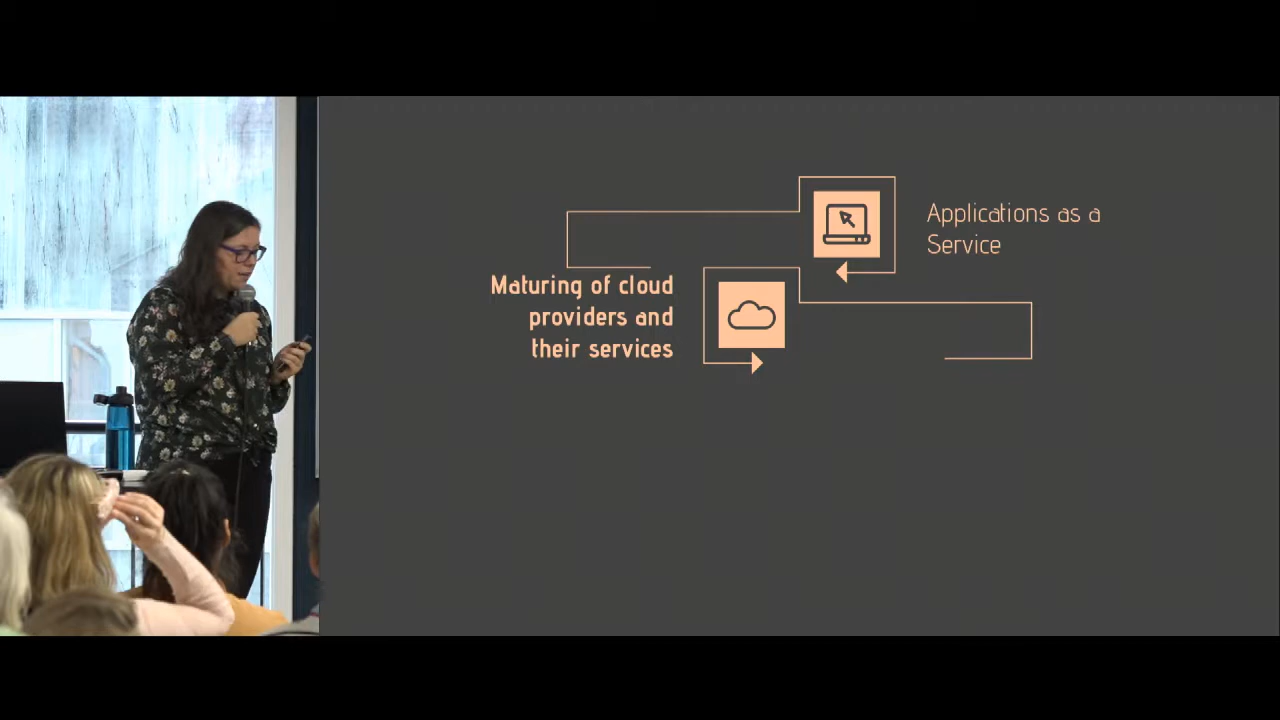 Applications as a
Service
Maturing of cloud
providers and
their services